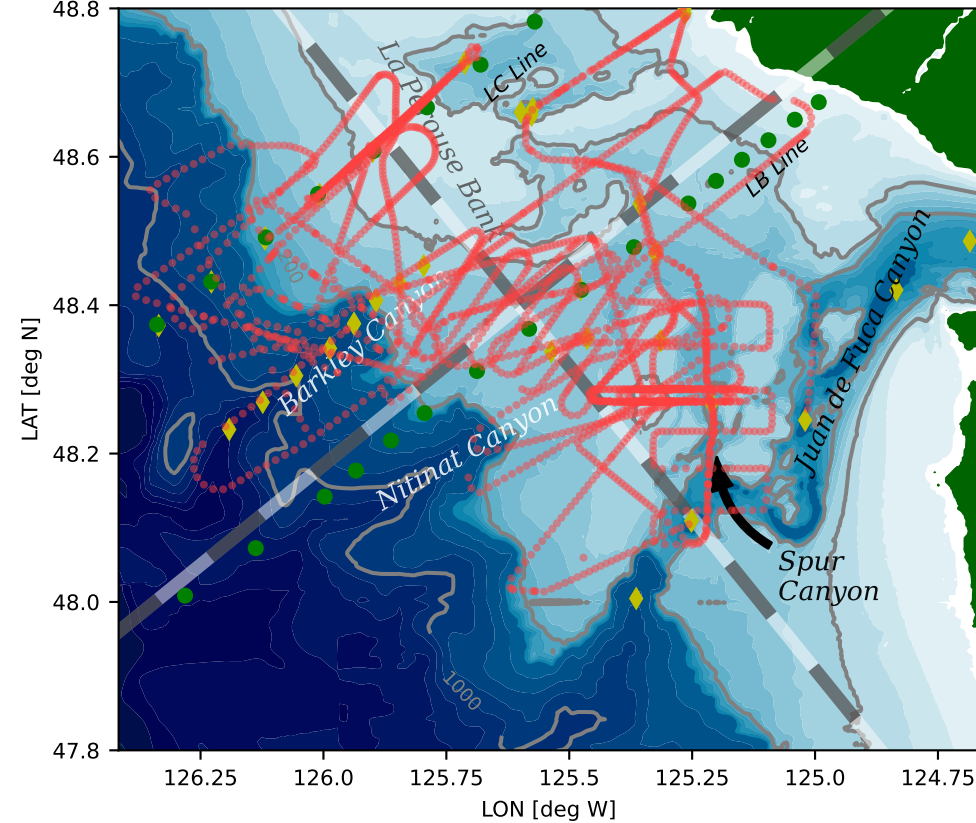 48.8
48.6
48.4
48.2
48.0
47.8
LAT [deg N]
La Perouse Bank
LC Line
LB Line
Juan de Fuca Canyon
200
Barkley Canyon
Nitinat Canyon
Spur
Canyon
1000
126.25
126.0
125.75
125.5
125.25
125.0
124.75
LON [deg W]